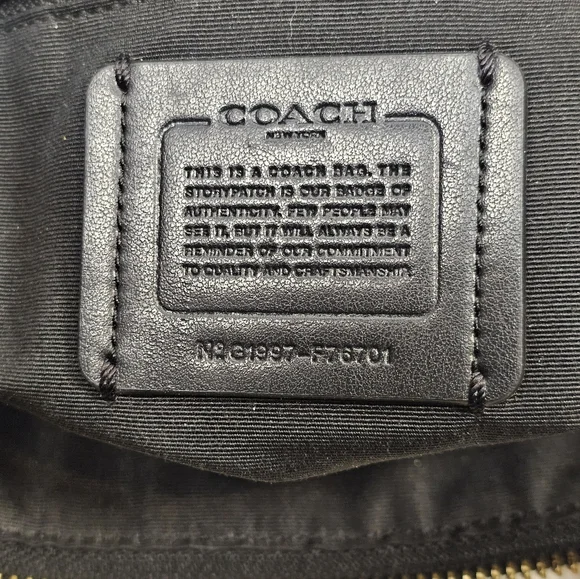 COACH
NEW YORK
THIS IS A COACH BAG. THE
STORYPATCH IS OUR BADGE OF
AUTHENTICITY. FEW PEOPLE MAY
SEE IT, BUT IT WILL ALWAYS BE A
REMINDER OF OUR COMMITMENT
TO QUALITY AND CRAFTSMANSHIP.
Nº G1997-F76701